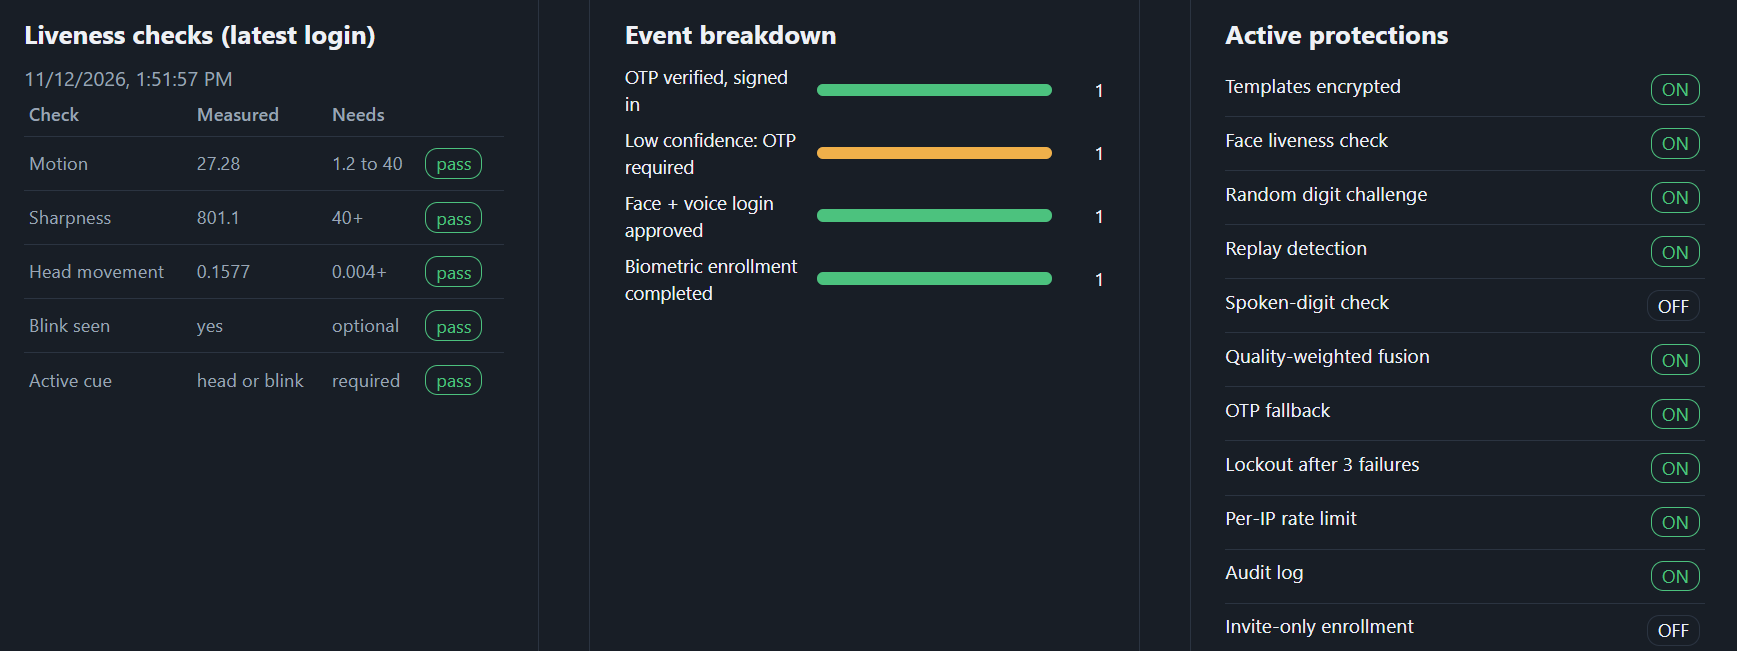 Liveness checks (latest login)
11/12/2026, 1:51:57 PM
Check Measured Needs
Motion 27.28 1.2 to 40 pass
Sharpness 801.1 40+ pass
Head movement 0.1577 0.004+ pass
Blink seen yes optional pass
Active cue head or blink required pass
Event breakdown
OTP verified, signed
in 1
Low confidence: OTP
required 1
Face + voice login
approved 1
Biometric enrollment
completed 1
Active protections
Templates encrypted ON
Face liveness check ON
Random digit challenge ON
Replay detection ON
Spoken-digit check OFF
Quality-weighted fusion ON
OTP fallback ON
Lockout after 3 failures ON
Per-IP rate limit ON
Audit log ON
Invite-only enrollment OFF